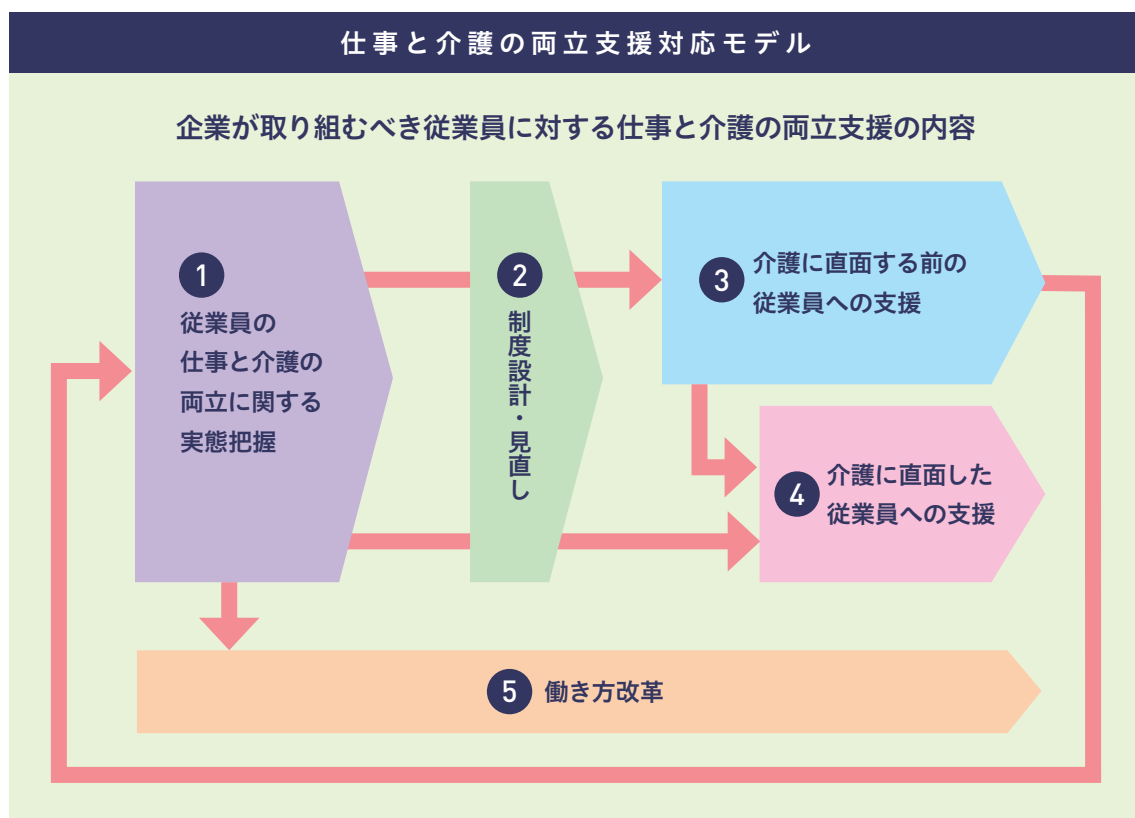 仕事と介護の両立支援対応モデル
企業が取り組むべき従業員に対する仕事と介護の両立支援の内容
1
従業員の
仕事と介護の
両立に関する
実態把握
2
制度設計・見直し
3
介護に直面する前の
従業員への支援
4
介護に直面した
従業員への支援
5 働き方改革